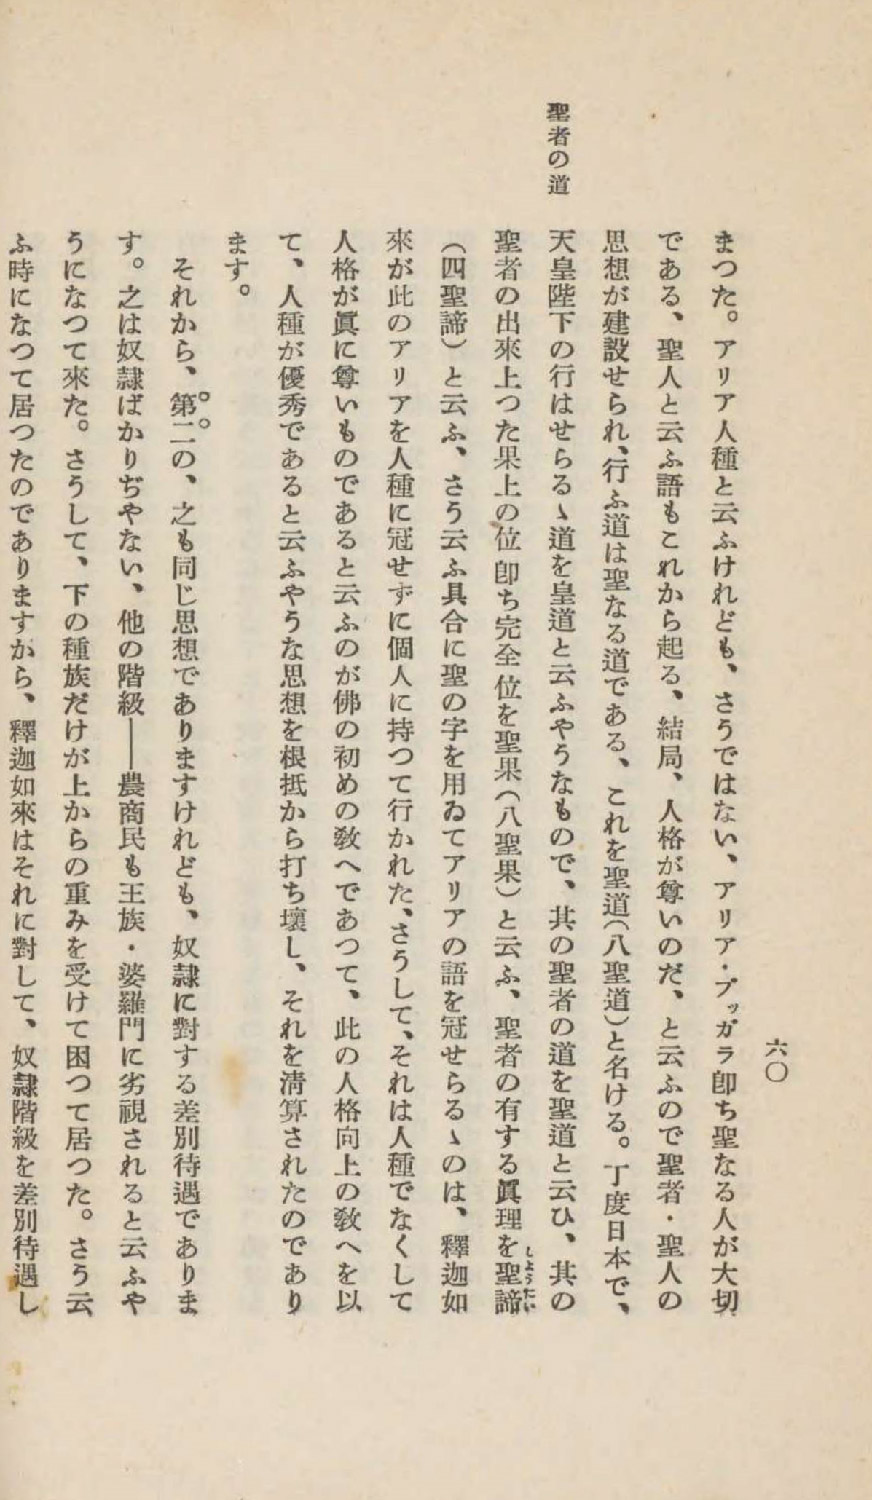 六〇
聖者の道
まつた。アリア人種と云ふけれども、さうではない、アリア・プッガラ卽ち聖なる人が大切
である、聖人と云ふ語もこれから起る、結局、人格が尊いのだ、と云ふので聖者・聖人の
思想が建設せられ、行ふ道は聖なる道である、これを聖道(八聖道)と名ける。丁度日本で、
天皇陛下の行はせらるゝ道を皇道と云ふやうなもので、其の聖者の道を聖道と云ひ、其の
聖者の出來上つた果上の位卽ち完全位を聖果(八聖果)と云ふ、聖者の有する眞理を聖諦
(四聖諦)と云ふ、さう云ふ具合に聖の字を用ゐてアリアの語を冠せらるゝのは、釋迦如
來が此のアリアを人種に冠せずに個人に持つて行かれた、さうして、それは人種でなくして
人格が眞に尊いものであると云ふのが佛の初めの敎へであつて、此の人格向上の敎へを以
て、人種が優秀であると云ふやうな思想を根抵から打ち壞し、それを淸算されたのであり
ます。
それから、第二の、之も同じ思想でありますけれども、奴隷に對する差別待遇でありま
す。之は奴隷ばかりぢやない、他の階級――農商民も王族・婆羅門に劣視されると云ふや
うになつて來た。さうして、下の種族だけが上からの重みを受けて困つて居つた。さう云
ふ時になつて居つたのでありますから、釋迦如來はそれに對して、奴隷階級を差別待遇し